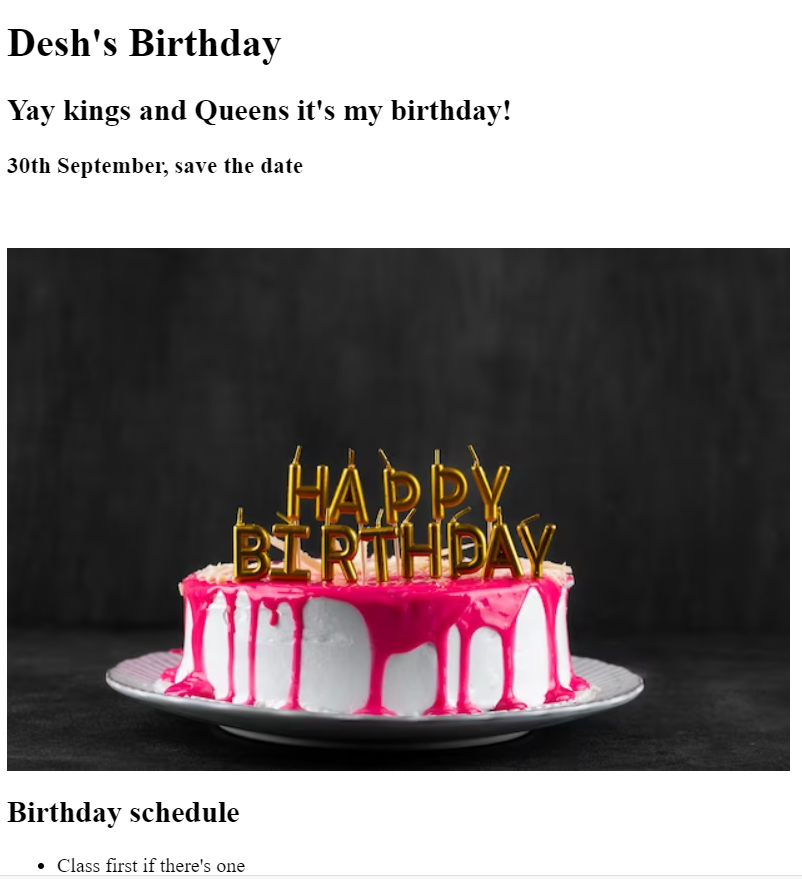 Desh's Birthday
Yay kings and Queens it's my birthday!
30th September, save the date
HAPPY
BIRTHDAY
Birthday schedule
Class first if there's one